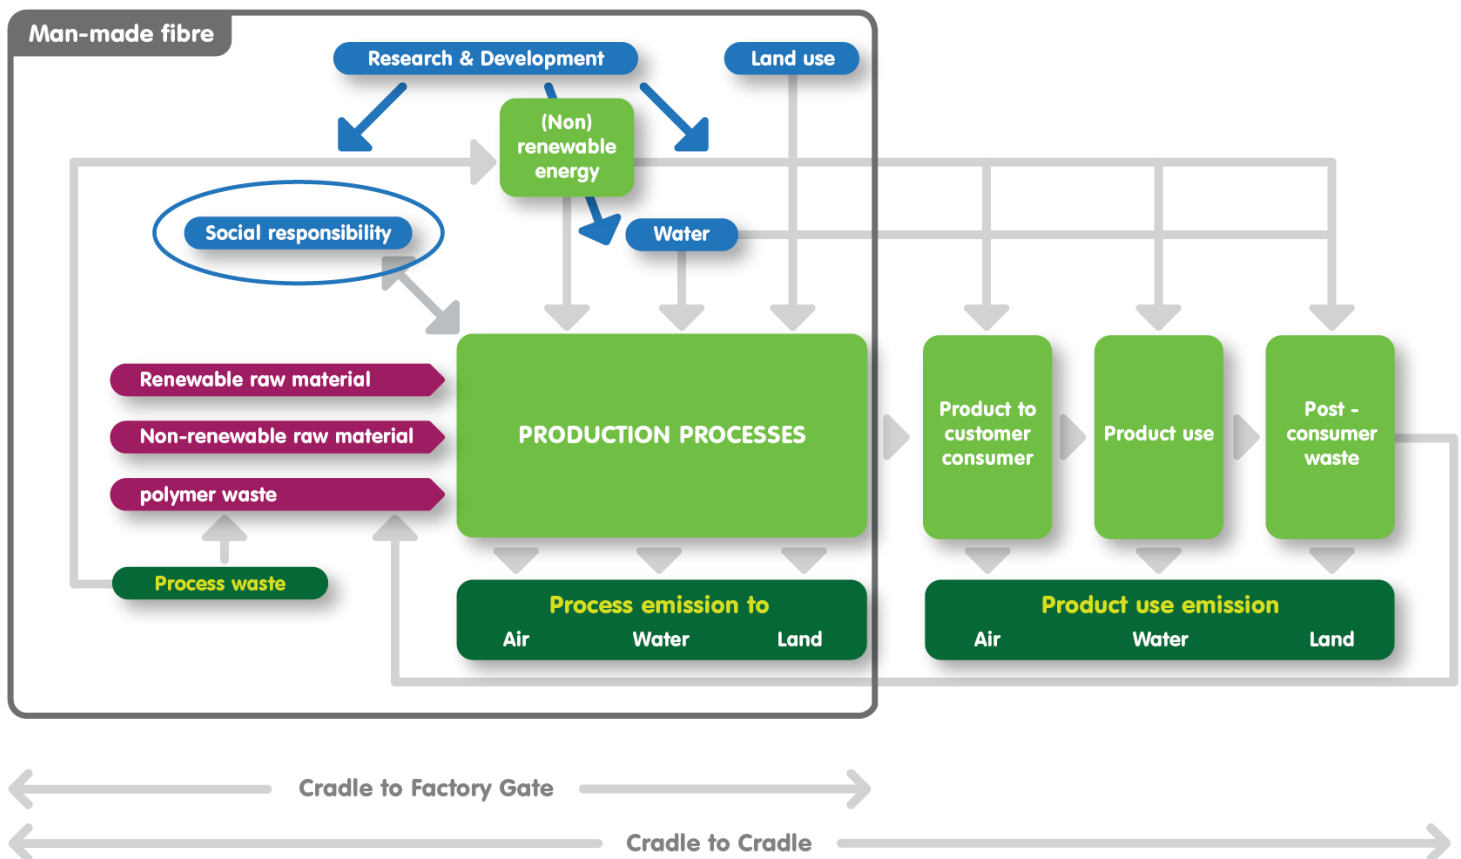 Man-made fibre
Research & Development
Land use
(Non)
renewable
energy
Social responsibility
Water
Renewable raw material
Non-renewable raw material
polymer waste
PRODUCTION PROCESSES
Product to
customer
consumer
Product use
Post -
consumer
waste
Process waste
Process emission to
Air Water Land
Product use emission
Air Water Land
Cradle to Factory Gate
Cradle to Cradle